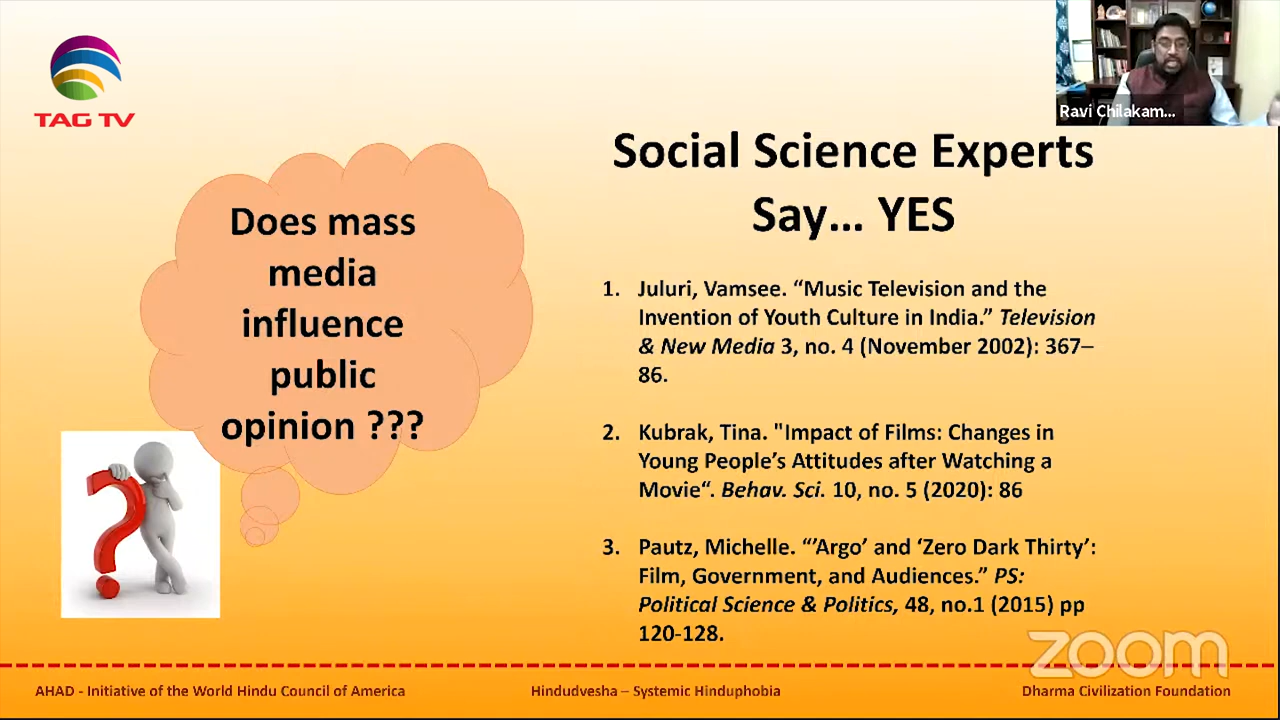 TAG TV
Ravi Chilakam...
Does mass
media
influence
public
opinion ???
Social Science Experts
Say... YES
1. Juluri, Vamsee. “Music Television and the
Invention of Youth Culture in India.” Television
& New Media 3, no. 4 (November 2002): 367–
86.
2. Kubrak, Tina. "Impact of Films: Changes in
Young People’s Attitudes after Watching a
Movie“. Behav. Sci. 10, no. 5 (2020): 86
3. Pautz, Michelle. “’Argo’ and ‘Zero Dark Thirty’:
Film, Government, and Audiences.” PS:
Political Science & Politics, 48, no.1 (2015) pp
120-128.
zoom
AHAD - Initiative of the World Hindu Council of America
Hindudvesha – Systemic Hinduphobia
Dharma Civilization Foundation